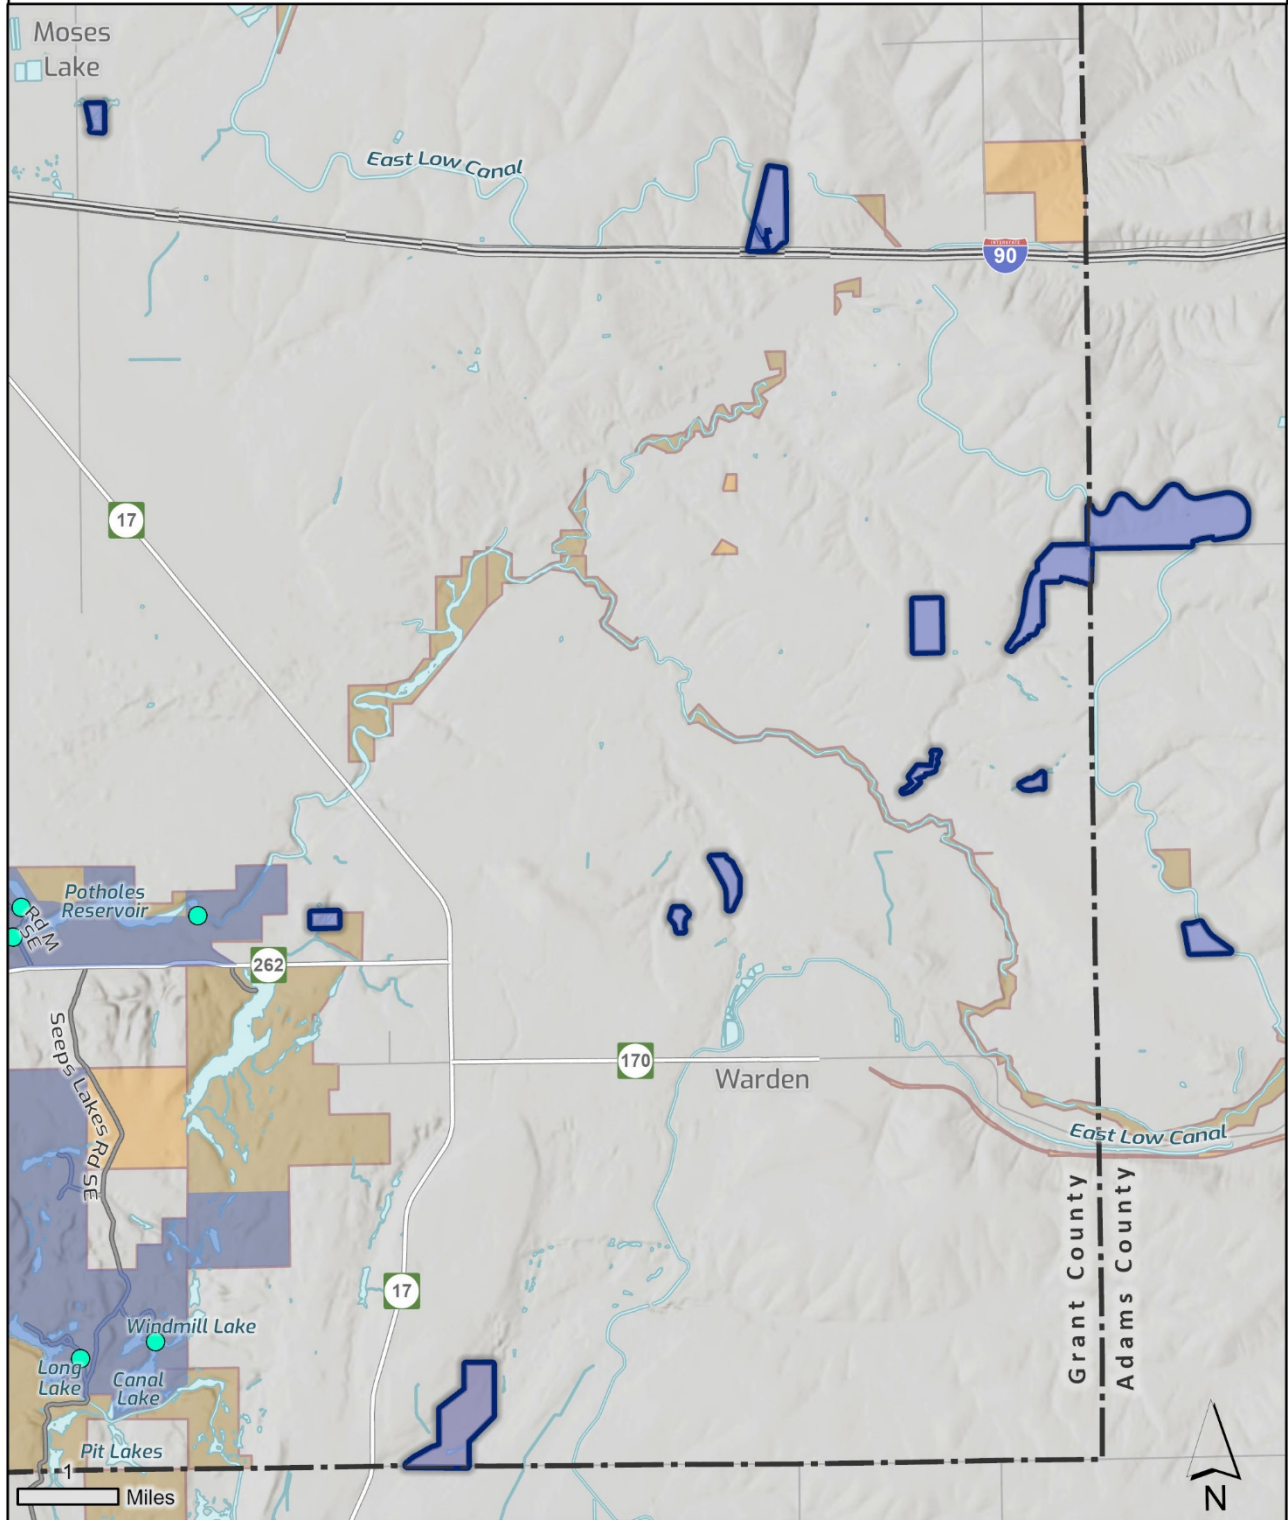 Moses
Lake
East Low Canal
INTERSTATE
90
17
Potholes
Reservoir
Rd M
SE
262
Seeps Lakes Rd SE
170
Warden
East Low Canal
Grant County
Adams County
17
Windmill Lake
Long
Lake
Canal
Lake
Pit Lakes
1
Miles
N